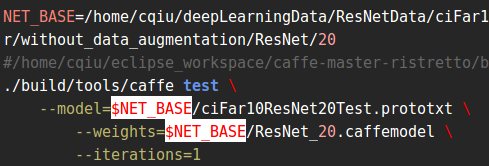 NET_BASE=/home/cqiu/deepLearningData/ResNetData/ciFar1
r/without_data_augmentation/ResNet/20
#/home/cqiu/eclipse_workspace/caffe-master-ristretto/b
./build/tools/caffe test \
--model=$NET_BASE/ciFar10ResNet20Test.prototxt \
--weights=$NET_BASE/ResNet_20.caffemodel \
--iterations=1